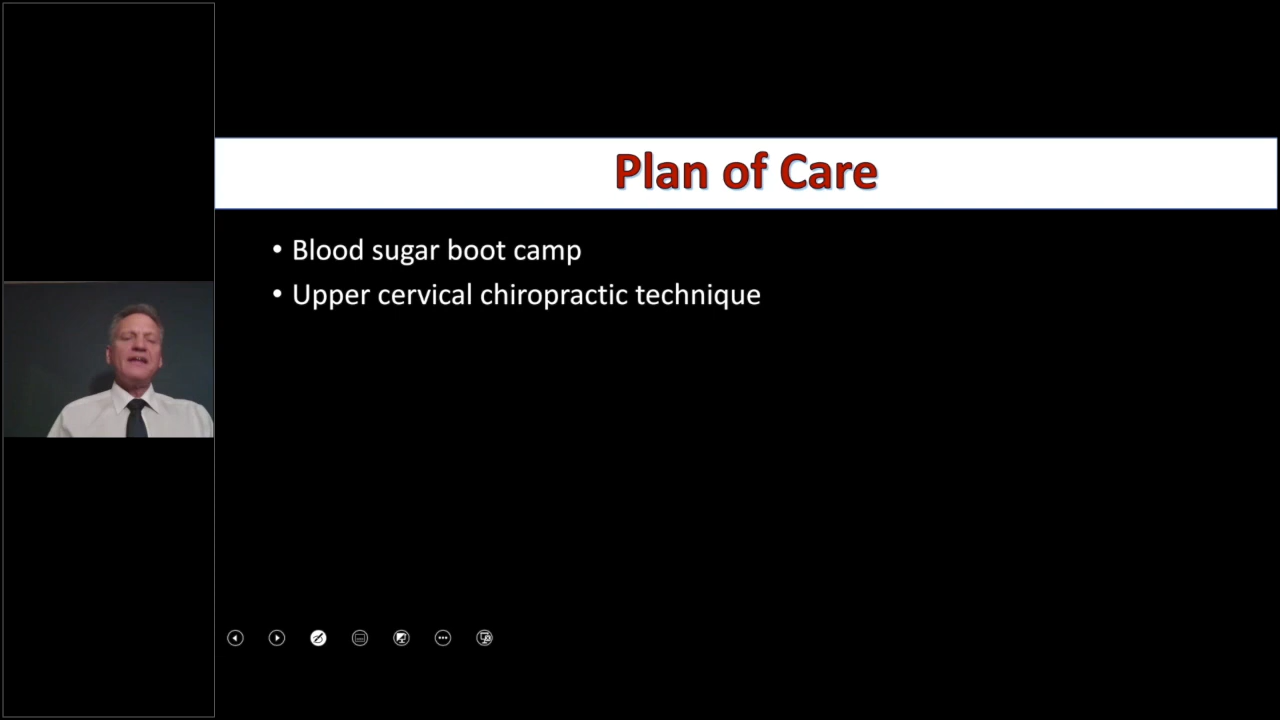 Plan of Care
• Blood sugar boot camp
• Upper cervical chiropractic technique